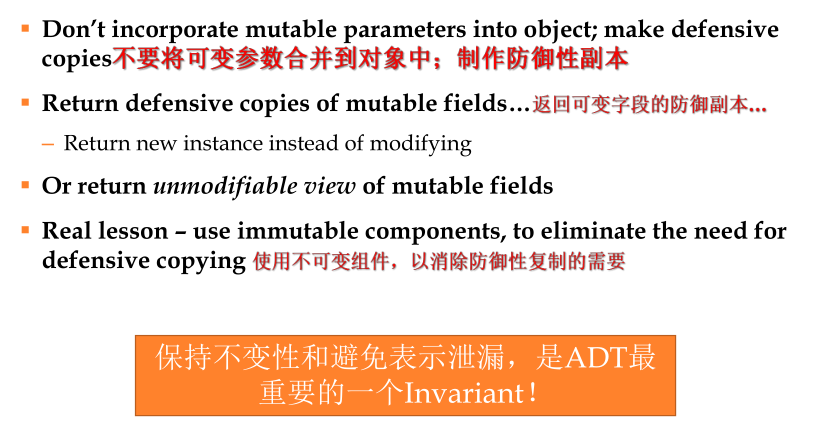 Don’t incorporate mutable parameters into object; make defensive
copies不要将可变参数合并到对象中；制作防御性副本
Return defensive copies of mutable fields…返回可变字段的防御副本…
– Return new instance instead of modifying
Or return unmodifiable view of mutable fields
Real lesson – use immutable components, to eliminate the need for
defensive copying 使用不可变组件，以消除防御性复制的需要
保持不变性和避免表示泄漏，是ADT最
重要的一个Invariant！